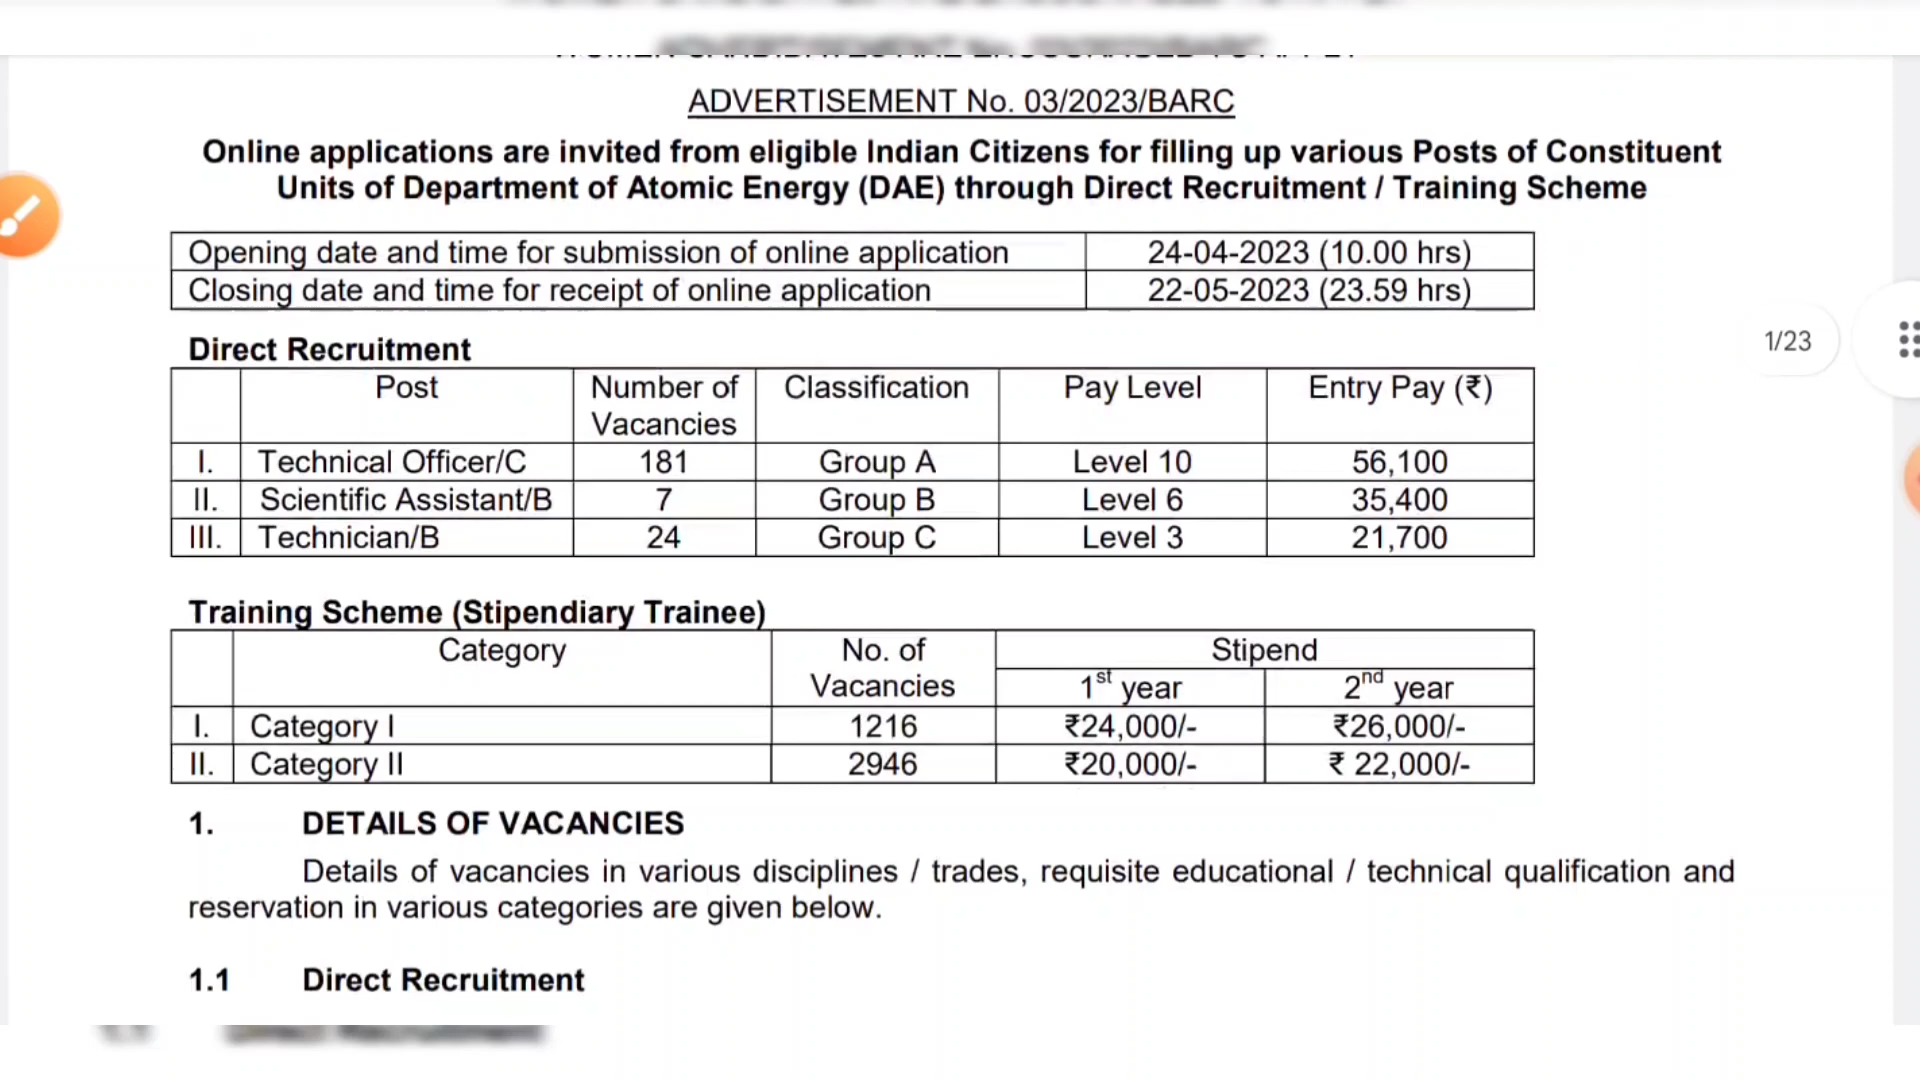 ADVERTISEMENT No. 03/2023/BARC
Online applications are invited from eligible Indian Citizens for filling up various Posts of Constituent
Units of Department of Atomic Energy (DAE) through Direct Recruitment / Training Scheme
Opening date and time for submission of online application 24-04-2023 (10.00 hrs)
Closing date and time for receipt of online application 22-05-2023 (23.59 hrs)
1/23
Direct Recruitment
Post Number of Vacancies Classification Pay Level Entry Pay (₹)
I. Technical Officer/C 181 Group A Level 10 56,100
II. Scientific Assistant/B 7 Group B Level 6 35,400
III. Technician/B 24 Group C Level 3 21,700
Training Scheme (Stipendiary Trainee)
Category No. of Vacancies Stipend
1st year 2nd year
I. Category I 1216 ₹24,000/- ₹26,000/-
II. Category II 2946 ₹20,000/- ₹ 22,000/-
1. DETAILS OF VACANCIES
Details of vacancies in various disciplines / trades, requisite educational / technical qualification and
reservation in various categories are given below.
1.1 Direct Recruitment